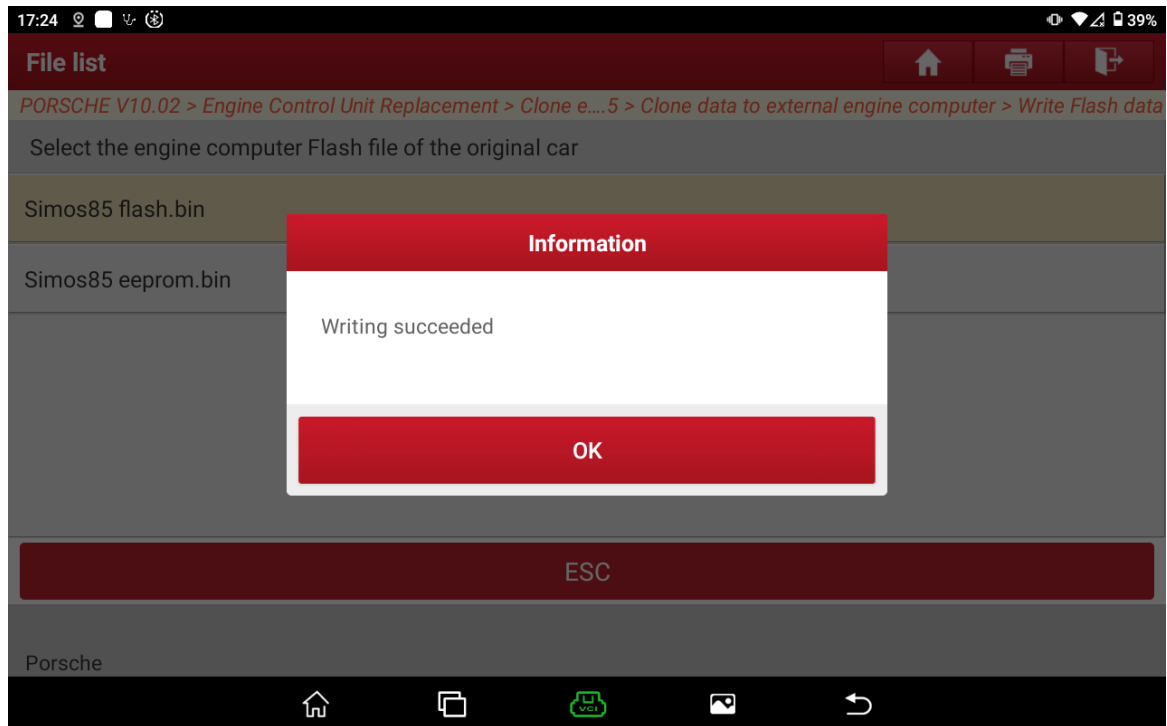 17:24 39%
File list
PORSCHE V10.02 > Engine Control Unit Replacement > Clone e....5 > Clone data to external engine computer > Write Flash data
Select the engine computer Flash file of the original car
Simos85 flash.bin
Information
Simos85 eeprom.bin
Writing succeeded
OK
ESC
Porsche
VCI